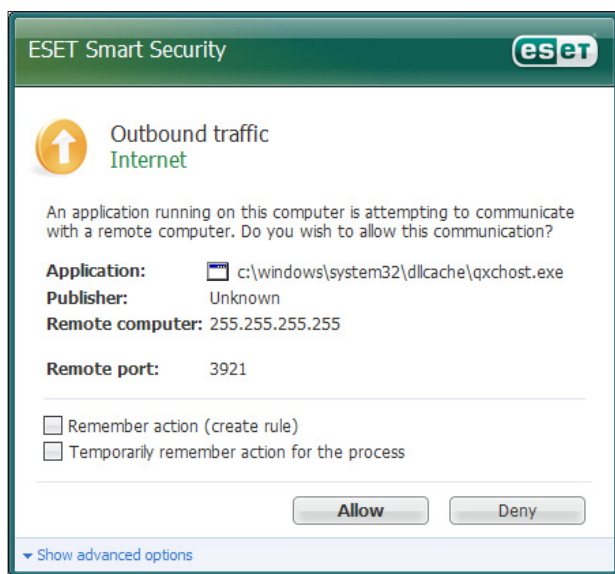 ESET Smart Security
eseT
Outbound traffic
Internet
An application running on this computer is attempting to communicate
with a remote computer. Do you wish to allow this communication?
Application: c:\windows\system32\dllcache\qxchost.exe
Publisher: Unknown
Remote computer: 255.255.255.255
Remote port: 3921
Remember action (create rule)
Temporarily remember action for the process
Allow Deny
Show advanced options